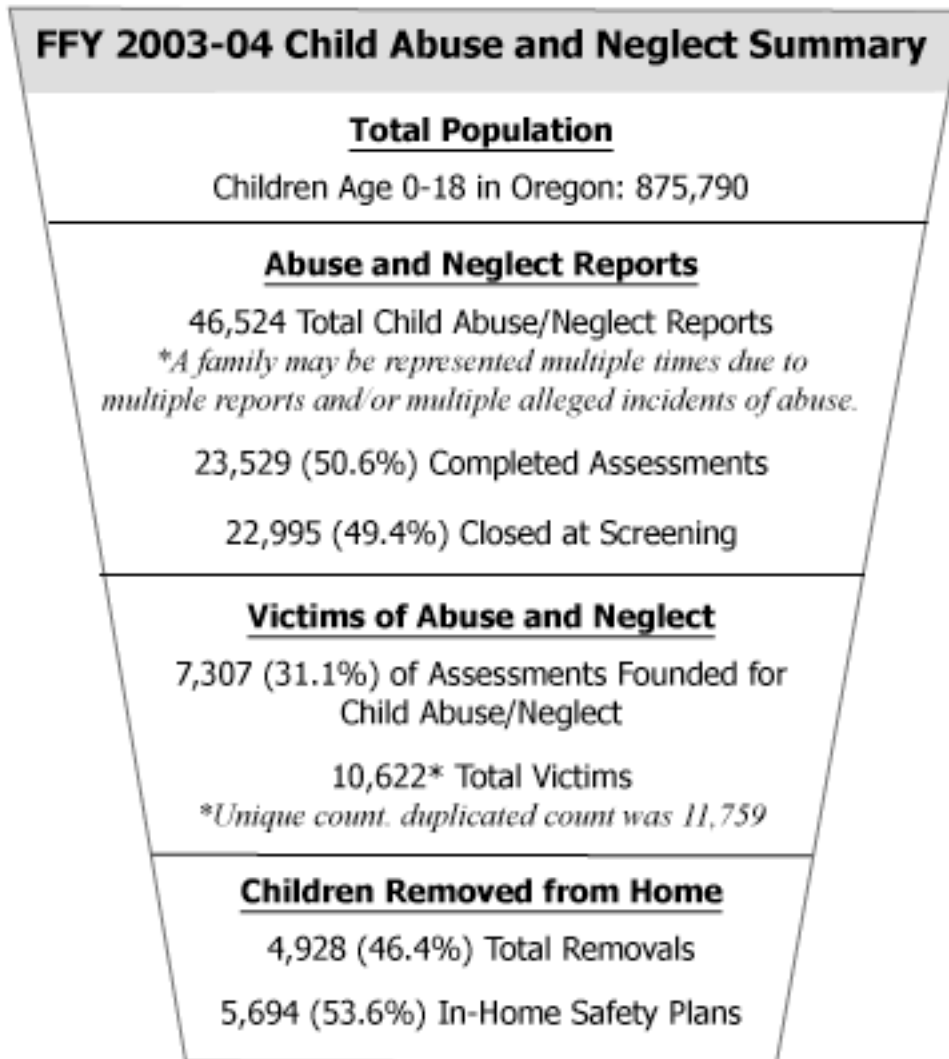 FFY 2003-04 Child Abuse and Neglect Summary
Total Population
Children Age 0-18 in Oregon: 875,790
Abuse and Neglect Reports
46,524 Total Child Abuse/Neglect Reports
*A family may be represented multiple times due to
multiple reports and/or multiple alleged incidents of abuse.
23,529 (50.6%) Completed Assessments
22,995 (49.4%) Closed at Screening
Victims of Abuse and Neglect
7,307 (31.1%) of Assessments Founded for
Child Abuse/Neglect
10,622* Total Victims
*Unique count. duplicated count was 11,759
Children Removed from Home
4,928 (46.4%) Total Removals
5,694 (53.6%) In-Home Safety Plans